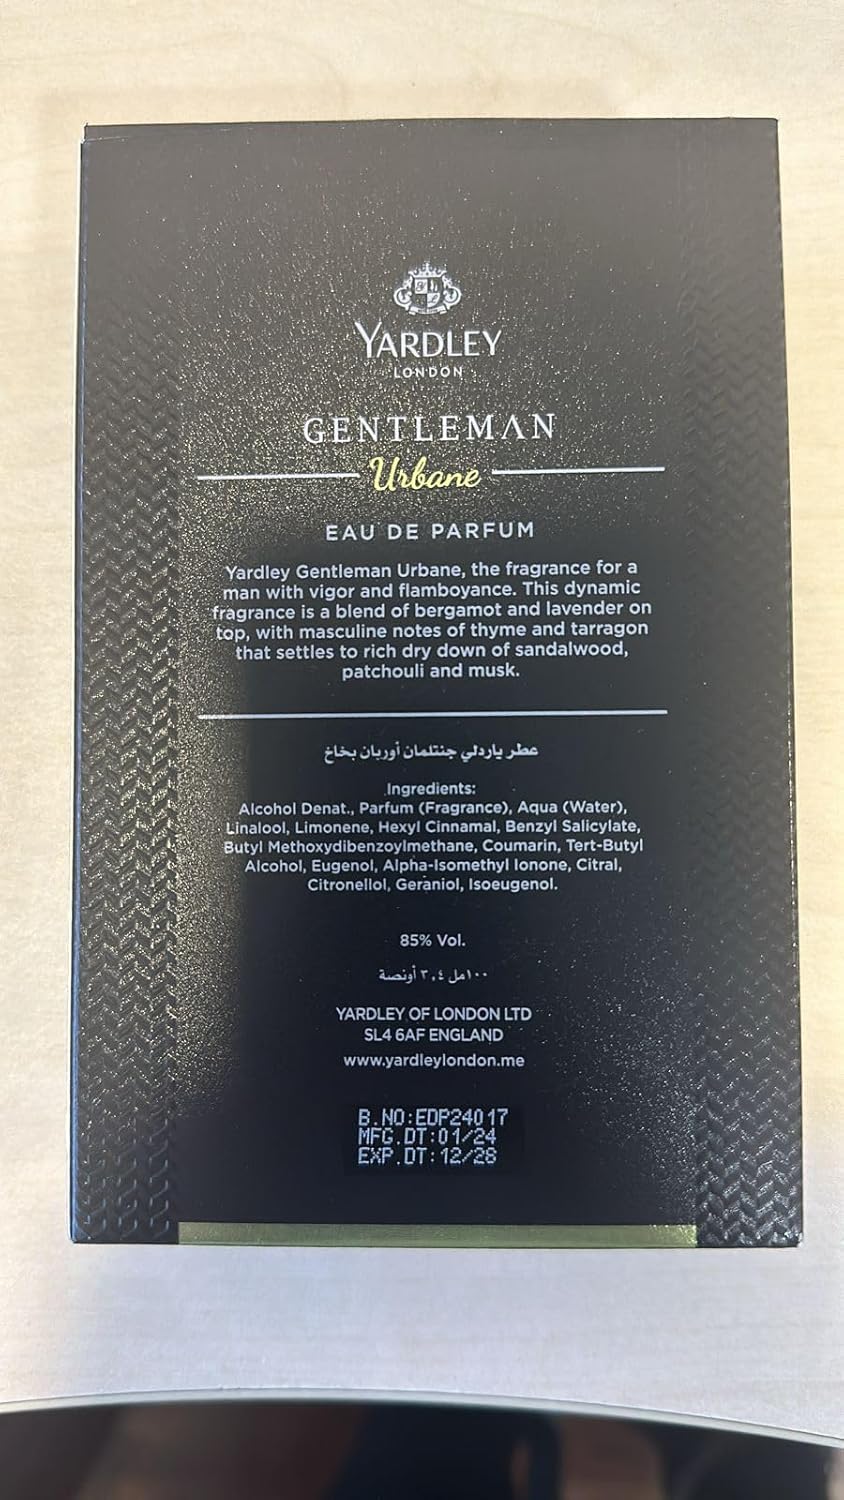 YARDLEY
LONDON
GENTLEMAN
Urbane
EAU DE PARFUM
Yardley Gentleman Urbane, the fragrance for a
man with vigor and flamboyance. This dynamic
fragrance is a blend of bergamot and lavender on
top, with masculine notes of thyme and tarragon
that settles to rich dry down of sandalwood,
patchouli and musk.
عطر ياردلي جنتلمان أوربان بخاخ
Ingredients:
Alcohol Denat., Parfum (Fragrance), Aqua (Water),
Linalool, Limonene, Hexyl Cinnamal, Benzyl Salicylate,
Butyl Methoxydibenzoylmethane, Coumarin, Tert-Butyl
Alcohol, Eugenol, Alpha-Isomethyl Ionone, Citral,
Citronellol, Geraniol, Isoeugenol.
85% Vol.
١٠٠مل ٣,٤ أونصة
YARDLEY OF LONDON LTD
SL4 6AF ENGLAND
www.yardleylondon.me
B.NO:EDP24017
MFG.DT:01/24
EXP.DT:12/28